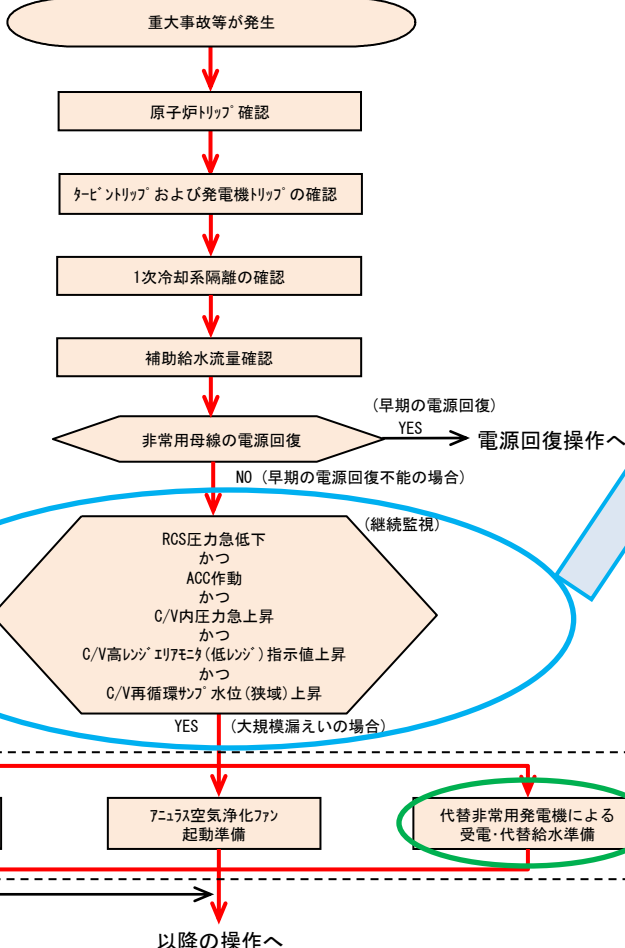 重大事故等が発生
原子炉ﾄﾘｯﾌﾟ確認
ﾀｰﾋﾞﾝﾄﾘｯﾌﾟおよび発電機ﾄﾘｯﾌﾟの確認
1次冷却系隔離の確認
補助給水流量確認
(早期の電源回復)
非常用母線の電源回復
YES
電源回復操作へ
NO (早期の電源回復不能の場合)
(継続監視)
RCS圧力急低下
かつ
ACC作動
かつ
C/V内圧力急上昇
かつ
C/V高ﾚﾝｼﾞｴﾘｱﾓﾆﾀ(低ﾚﾝｼﾞ)指示値上昇
かつ
C/V再循環ｻﾝﾌﾟ水位(狭域)上昇
YES (大規模漏えいの場合)
ｱﾆｭﾗｽ空気浄化ﾌｧﾝ
起動準備
代替非常用発電機による
受電・代替給水準備
以降の操作へ